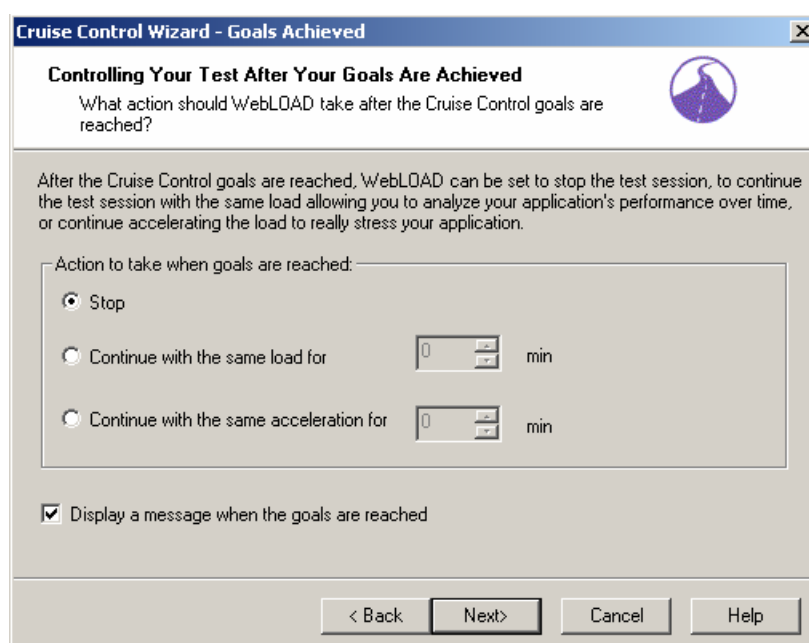 Cruise Control Wizard - Goals Achieved
Controlling Your Test After Your Goals Are Achieved
What action should WebLOAD take after the Cruise Control goals are
reached?
After the Cruise Control goals are reached, WebLOAD can be set to stop the test session, to continue
the test session with the same load allowing you to analyze your application's performance over time,
or continue accelerating the load to really stress your application.
Action to take when goals are reached:
Stop
Continue with the same load for 0 min
Continue with the same acceleration for 0 min
Display a message when the goals are reached
< Back Next> Cancel Help